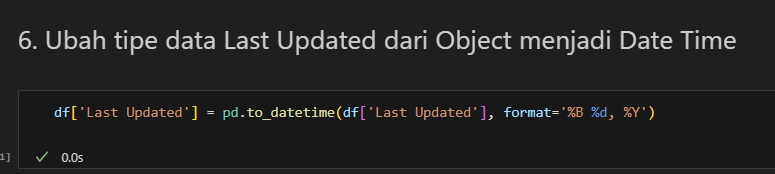 6. Ubah tipe data Last Updated dari Object menjadi Date Time
df['Last Updated'] = pd.to_datetime(df['Last Updated'], format='%B %d, %Y')
1]
✓ 0.0s